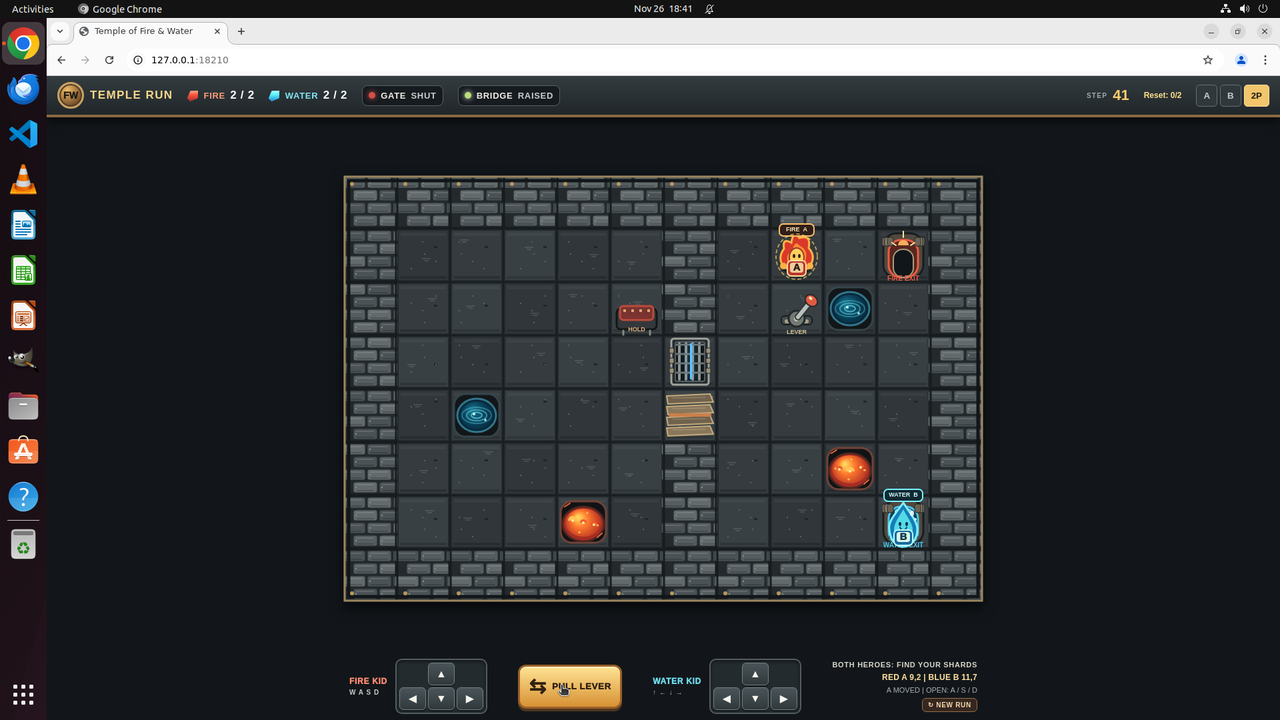 Activities
Google Chrome
Nov 26 18:41
Temple of Fire & Water
127.0.0.1:18210
FW TEMPLE RUN FIRE 2 / 2 WATER 2 / 2 GATE SHUT BRIDGE RAISED STEP 41 Reset: 0/2 A B 2P
FIRE A
A
FIRE EXIT
HOLD
LEVER
WATER B
B
WATER EXIT
FIRE KID
W A S D
PULL LEVER
WATER KID
↑ ← ↓ →
BOTH HEROES: FIND YOUR SHARDS
RED A 9,2 | BLUE B 11,7
A MOVED | OPEN: A / S / D
↻ NEW RUN